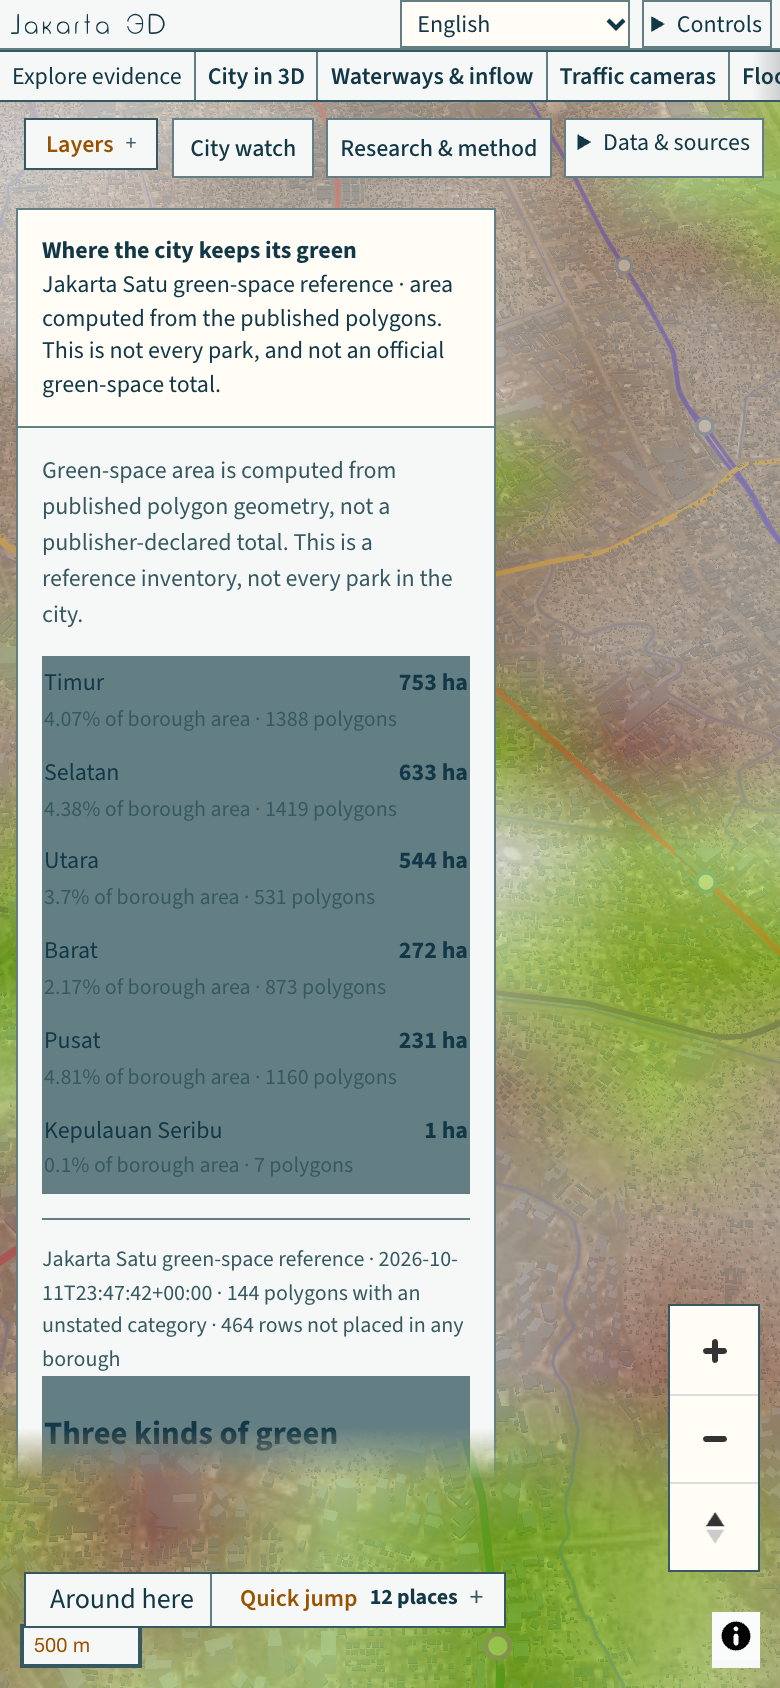 Jakarta 3D
English
Controls
Explore evidence
City in 3D
Waterways & inflow
Traffic cameras
Layers +
City watch
Research & method
Data & sources
Where the city keeps its green
Jakarta Satu green-space reference · area
computed from the published polygons.
This is not every park, and not an official
green-space total.
Green-space area is computed from
published polygon geometry, not a
publisher-declared total. This is a
reference inventory, not every park in the
city.
Timur 753 ha
4.07% of borough area · 1388 polygons
Selatan 633 ha
4.38% of borough area · 1419 polygons
Utara 544 ha
3.7% of borough area · 531 polygons
Barat 272 ha
2.17% of borough area · 873 polygons
Pusat 231 ha
4.81% of borough area · 1160 polygons
Kepulauan Seribu 1 ha
0.1% of borough area · 7 polygons
Jakarta Satu green-space reference · 2026-10-
11T23:47:42+00:00 · 144 polygons with an
unstated category · 464 rows not placed in any
borough
Three kinds of green
Around here
Quick jump 12 places +
500 m